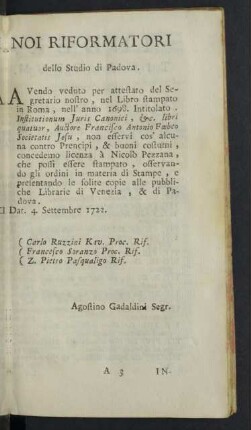 NOI RIFORMATORI
dello Studio di Padova.
AVendo veduto per attestato del Se-
gretario nostro, nel Libro stampato
in Roma, nell' anno 1698. Intitolato.
Institutionum Juris Canonici, &c. libri
quatuor, Auctore Francisco Antonio Fæbeo
Societatis Jesu, non esservi cos' alcu-
na contro Prencipi, & buoni costumi,
concedemo licenza à Nicolò Pezzana,
che possi essere stampato, osservan-
do gli ordini in materia di Stampe, e
presentando le solite copie alle pubbli-
che Librarie di Venezia, & di Pa-
dova.
Dat. 4. Settembre 1722.
( Carlo Ruzzini Kav. Proc. Rif.
( Francesco Soranzo Proc. Rif.
( Z. Pietro Pasqualigo Rif.
Agostino Gadaldini Segr.
A 3 IN-